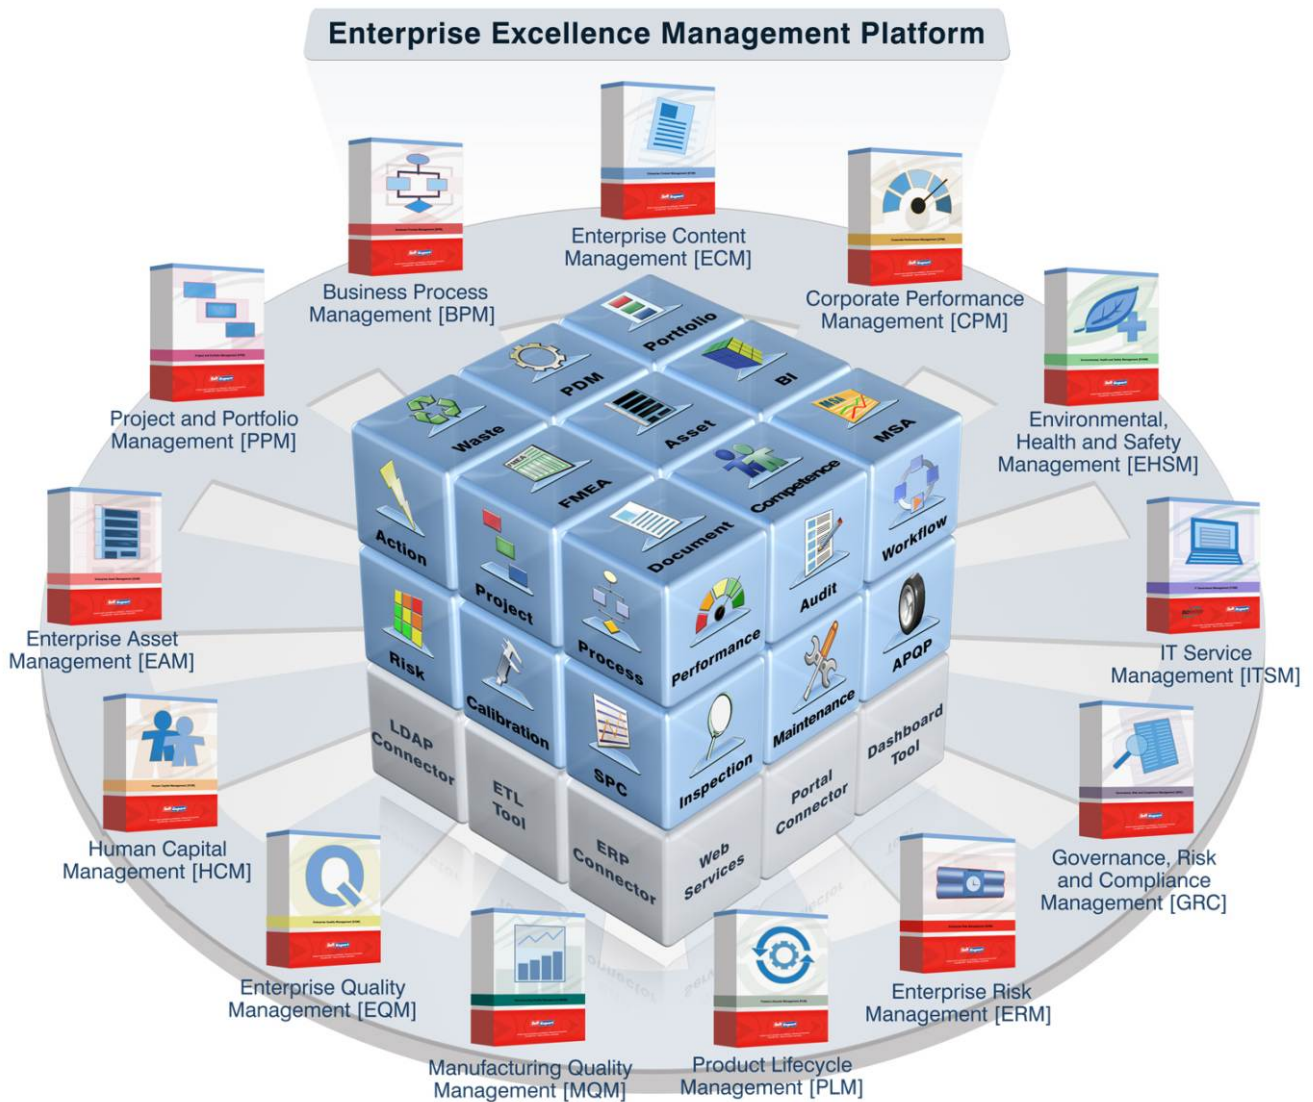 Enterprise Excellence Management Platform
Enterprise Content
Management [ECM]
Business Process
Management [BPM]
Corporate Performance
Management [CPM]
Project and Portfolio
Management [PPM]
Environmental,
Health and Safety
Management [EHSM]
Enterprise Asset
Management [EAM]
IT Service
Management [ITSM]
Human Capital
Management [HCM]
Governance, Risk
and Compliance
Management [GRC]
Enterprise Quality
Management [EQM]
Enterprise Risk
Management [ERM]
Manufacturing Quality
Management [MQM]
Product Lifecycle
Management [PLM]
Portfolio
PDM
BI
Waste
Asset
MSA
MSA
FMEA
FMEA
Competence
Document
Action
Project
Process
Performance
Audit
Workflow
Risk
Calibration
SPC
Inspection
Maintenance
APQP
LDAP
Connector
ETL
Tool
ERP
Connector
Web
Services
Portal
Connector
Dashboard
Tool